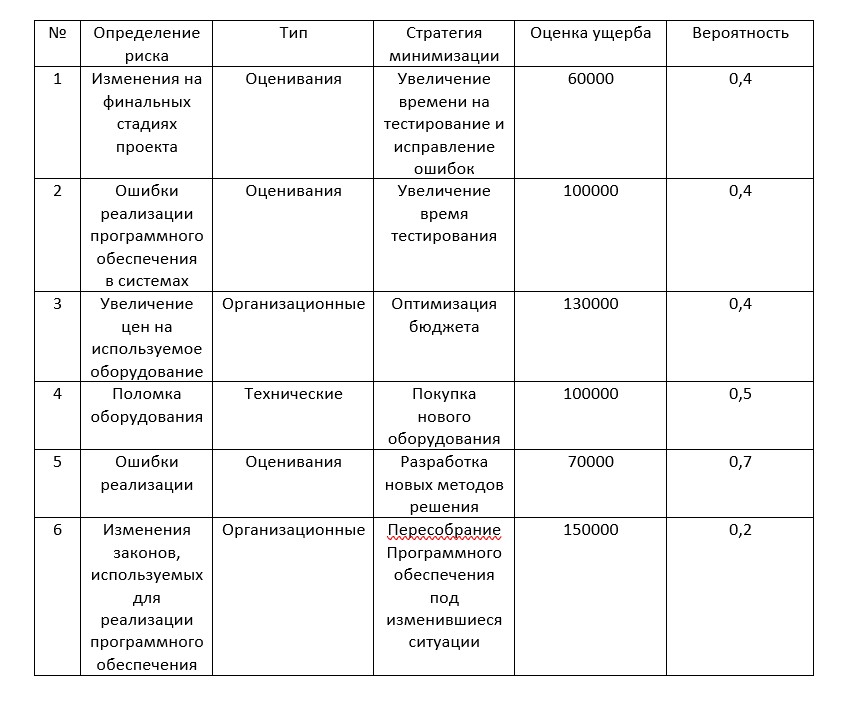 № Определение риска Тип Стратегия минимизации Оценка ущерба Вероятность
1 Изменения на финальных стадиях проекта Оценивания Увеличение времени на тестирование и исправление ошибок 60000 0,4
2 Ошибки реализации программного обеспечения в системах Оценивания Увеличение время тестирования 100000 0,4
3 Увеличение цен на используемое оборудование Организационные Оптимизация бюджета 130000 0,4
4 Поломка оборудования Технические Покупка нового оборудования 100000 0,5
5 Ошибки реализации Оценивания Разработка новых методов решения 70000 0,7
6 Изменения законов, используемых для реализации программного обеспечения Организационные Пересобрание Программного обеспечения под изменившиеся ситуации 150000 0,2